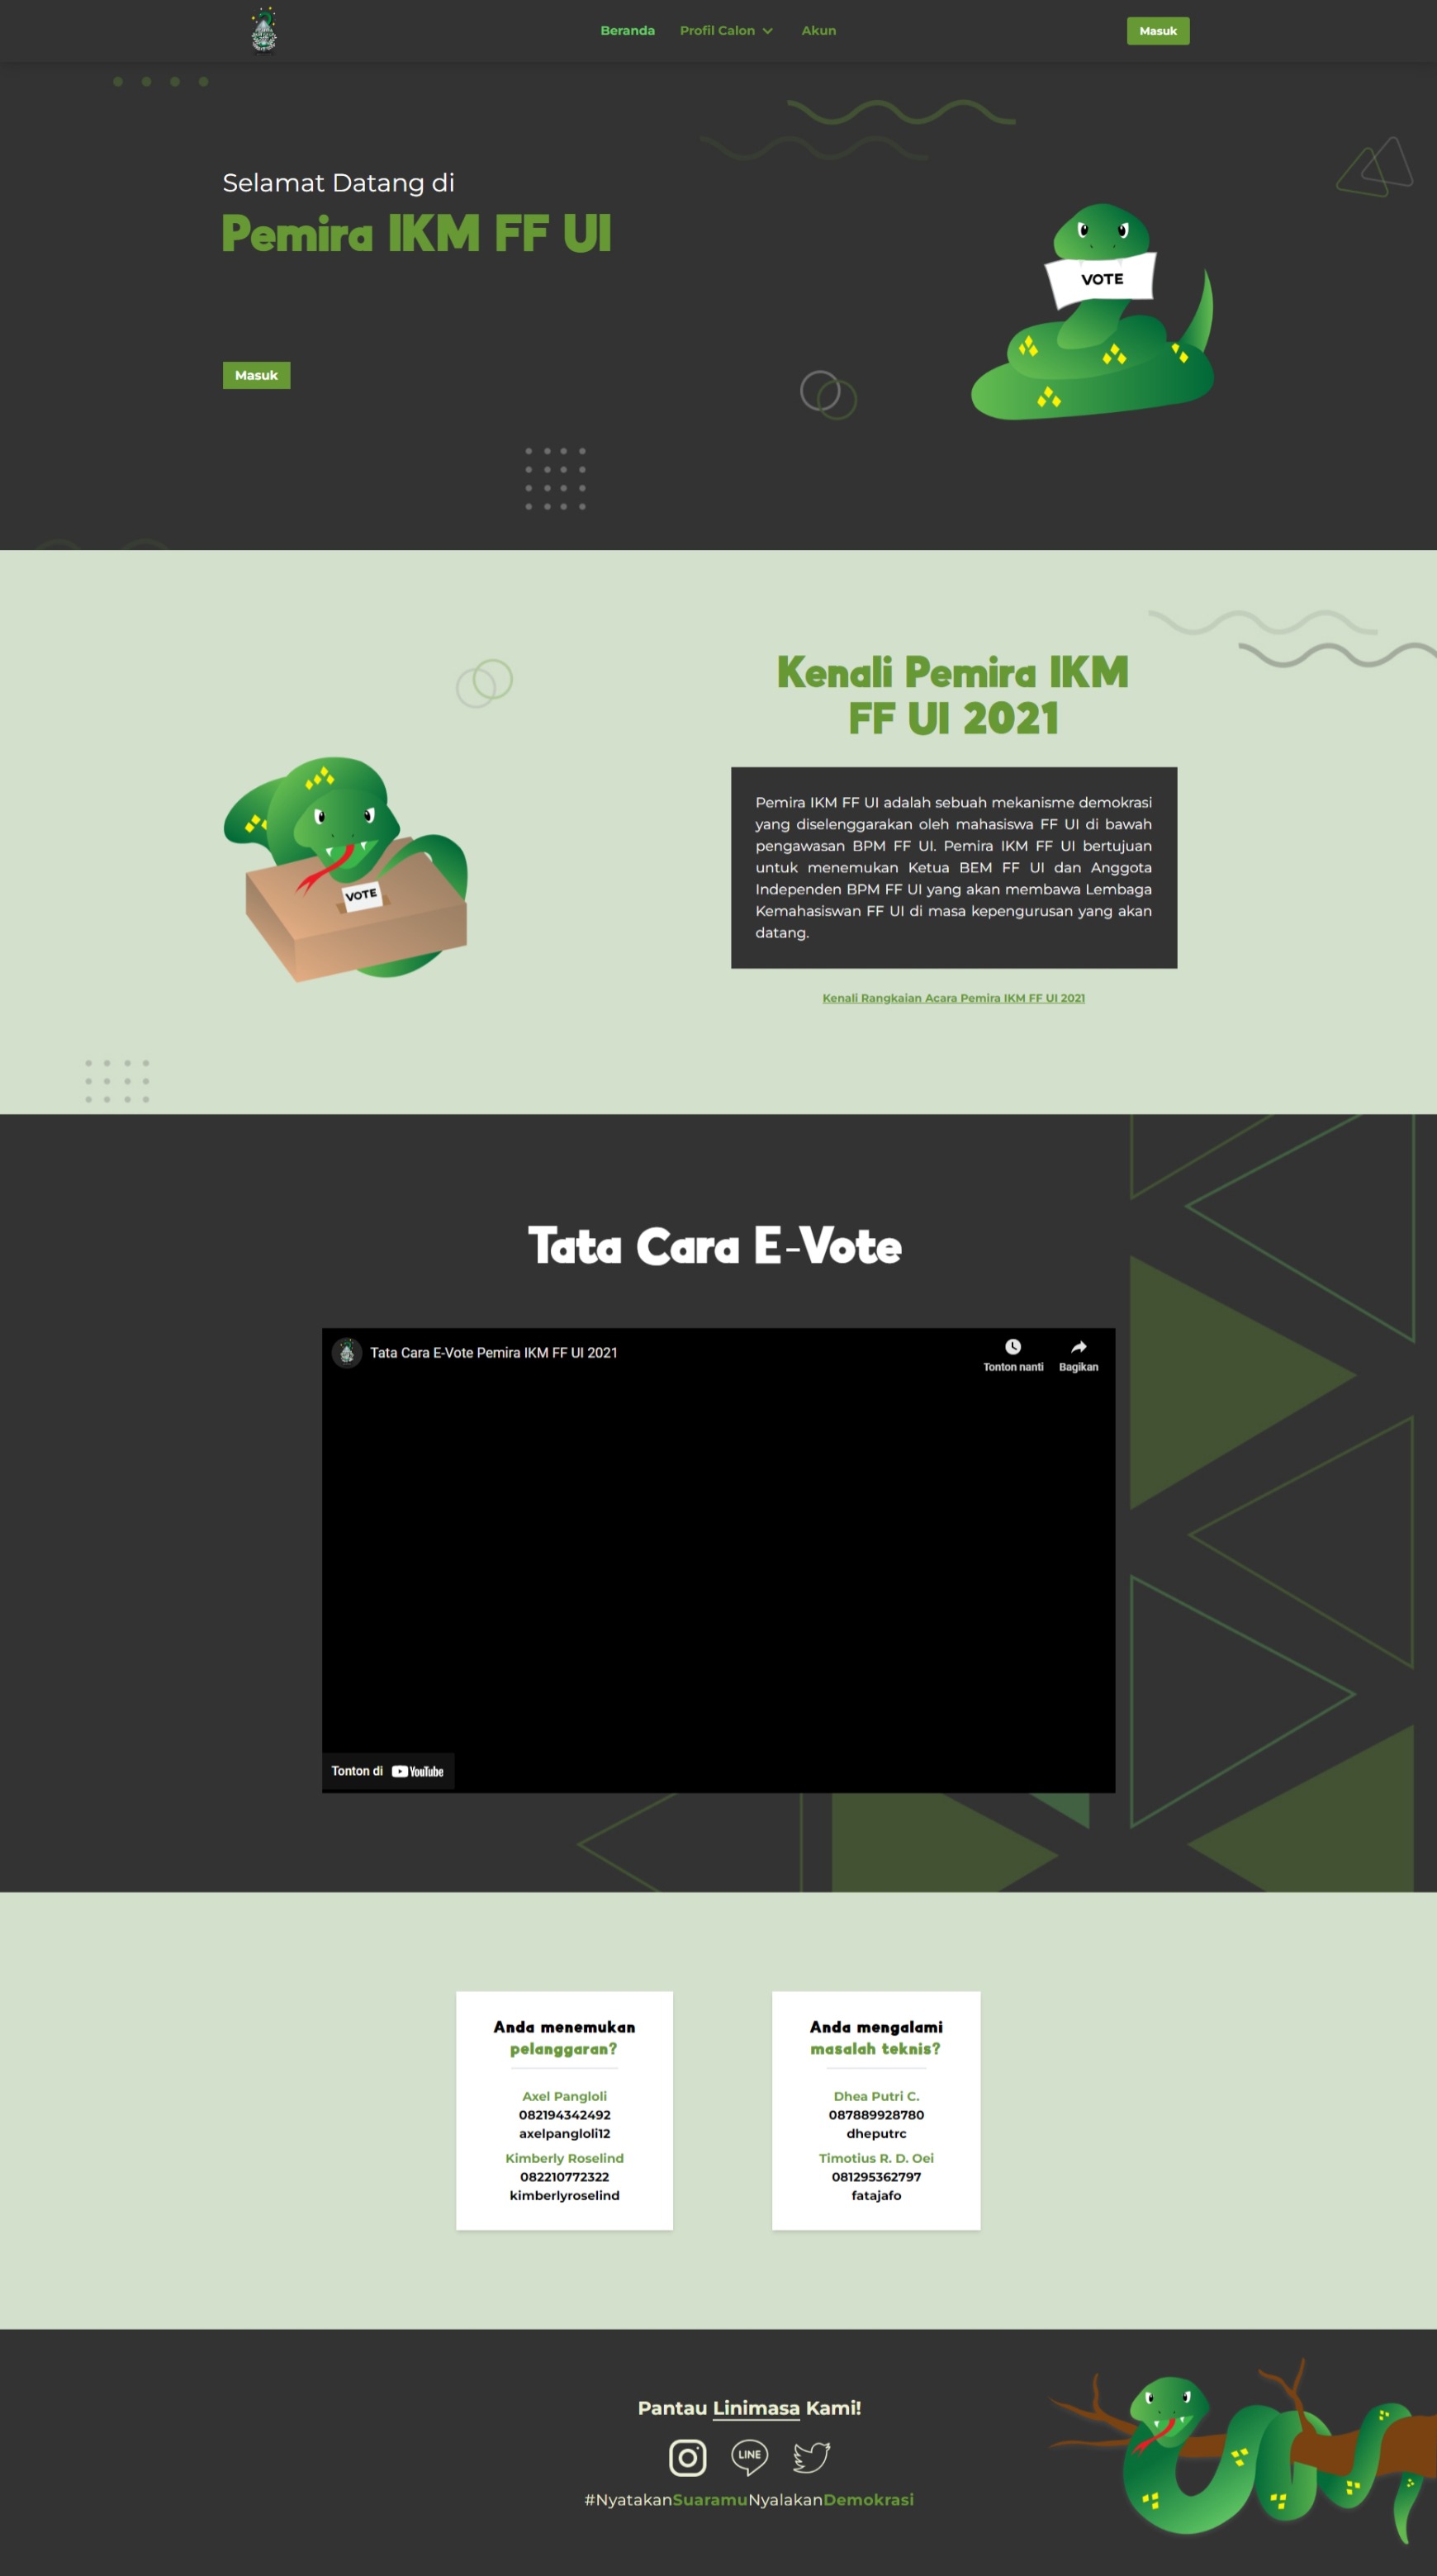 Beranda Profil Calon Akun Masuk
Selamat Datang di
Pemira IKM FF UI
VOTE
Masuk
Kenali Pemira IKM
FF UI 2021
VOTE
Pemira IKM FF UI adalah sebuah mekanisme demokrasi
yang diselenggarakan oleh mahasiswa FF UI di bawah
pengawasan BPM FF UI. Pemira IKM FF UI bertujuan
untuk menemukan Ketua BEM FF UI dan Anggota
Independen BPM FF UI yang akan membawa Lembaga
Kemahasiswan FF UI di masa kepengurusan yang akan
datang.
Kenali Rangkaian Acara Pemira IKM FF UI 2021
Tata Cara E-Vote
Tata Cara E-Vote Pemira IKM FF UI 2021
Tonton nanti Bagikan
Tonton di YouTube
Anda menemukan
pelanggaran?
Axel Pangloli
082194342492
axelpangloli12
Kimberly Roselind
082210772322
kimberlyroselind
Anda mengalami
masalah teknis?
Dhea Putri C.
087889928780
dheputrc
Timotius R. D. Oei
081295362797
fatajafo
Pantau Linimasa Kami!
LINE
#NyatakanSuaramuNyalakanDemokrasi